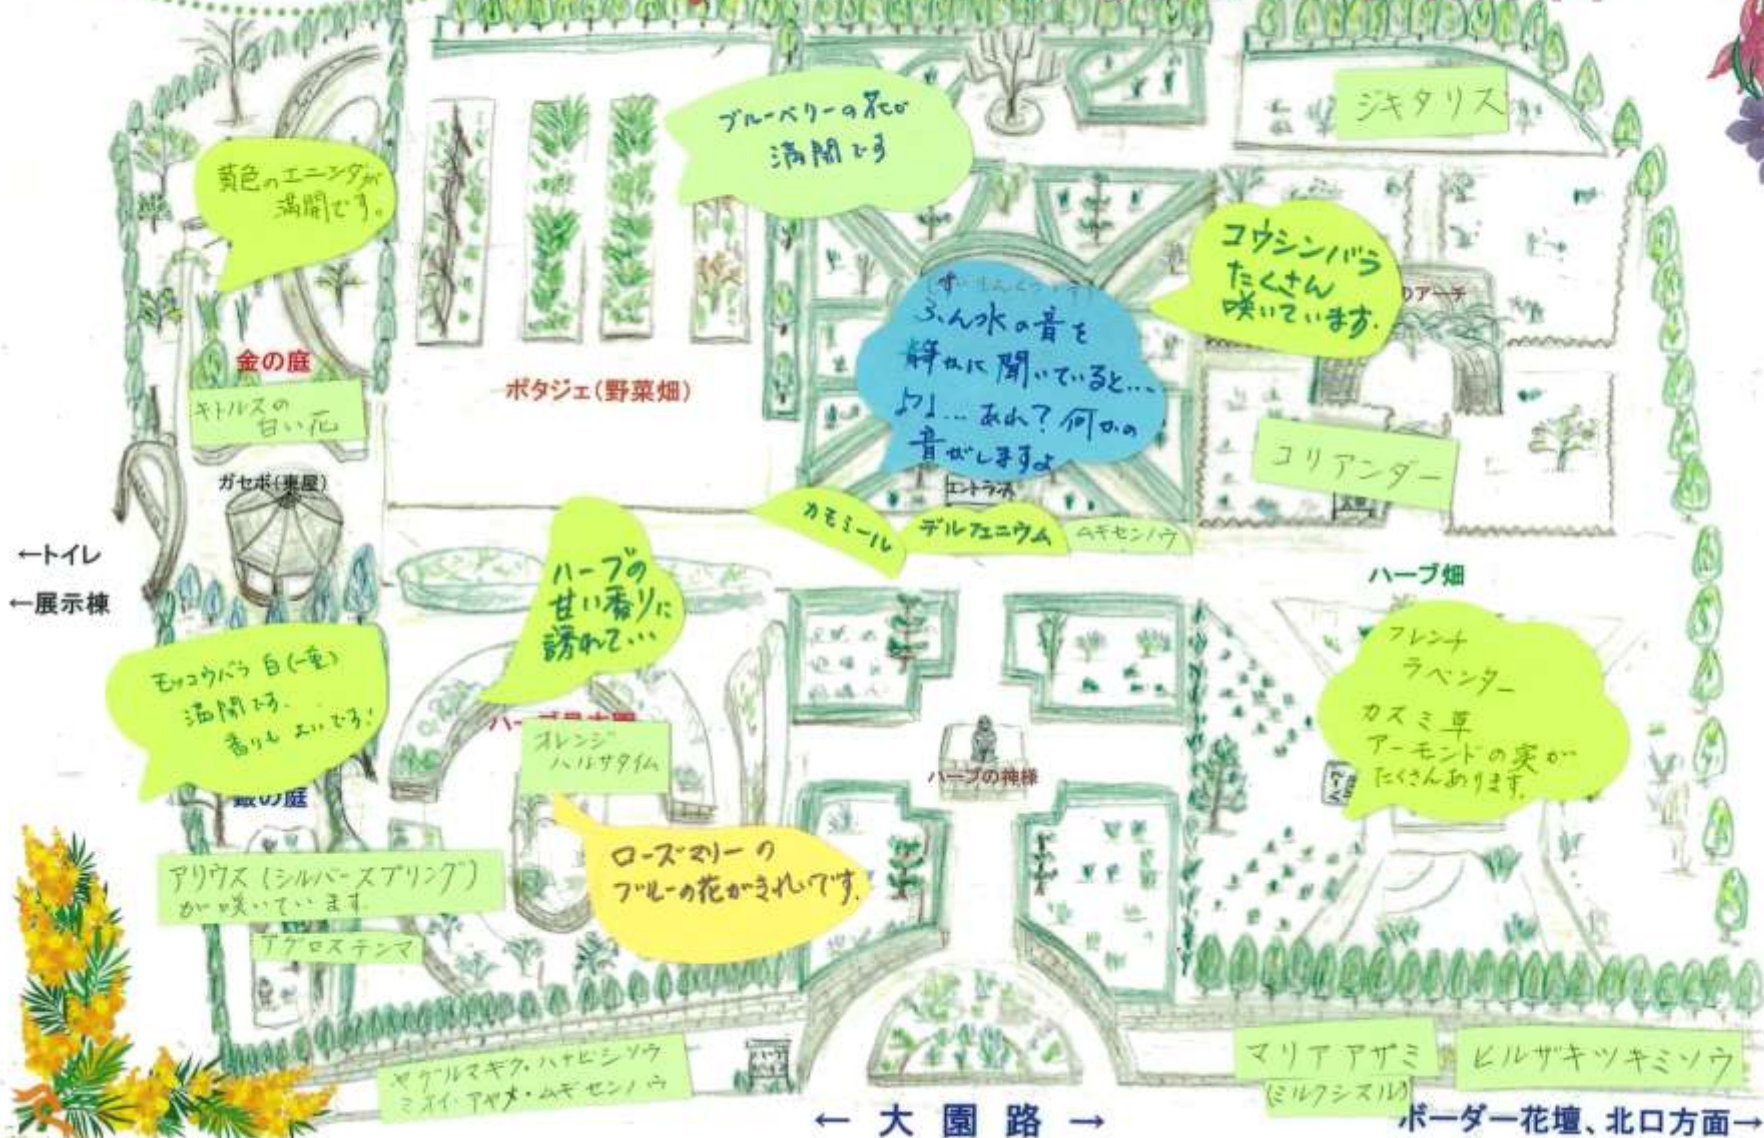 ジキタリス
ブルーベリーの花が
満開です
黄色のエニシダが
満開です。
コウシンバラ
たくさん
咲いています.
のアーチ
ふん水の音を
静かに聞いていると...
あれ?何かの
音がしますよ
金の庭
キトルスの
白い花
ポタジェ(野菜畑)
コリアンダー
ガセボ(東屋)
エントランス
カモミール
デルフェニウム
ムギセンノウ
←トイレ
←展示棟
ハーブの
甘い香りに
誘われて...
ハーブ畑
フレンチ
ラベンダー
カスミ草
アーモンドの実が
たくさんあります.
モッコウバラ 白(一重)
満開です.
香りもよいです!
オレンジ
バルサタイム
ハーブの神様
銀の庭
ローズマリーの
ブルーの花がきれいです.
アリウス(シルバースプリング)
が咲いています.
アグロステンマ
ヤグルマギク・ハナビシソウ
アヤメ・ムギセンノウ
マリアアザミ
(ミルクシスル)
ヒルザキツキミソウ
← 大園路 →
ボーダー花壇、北口方面→